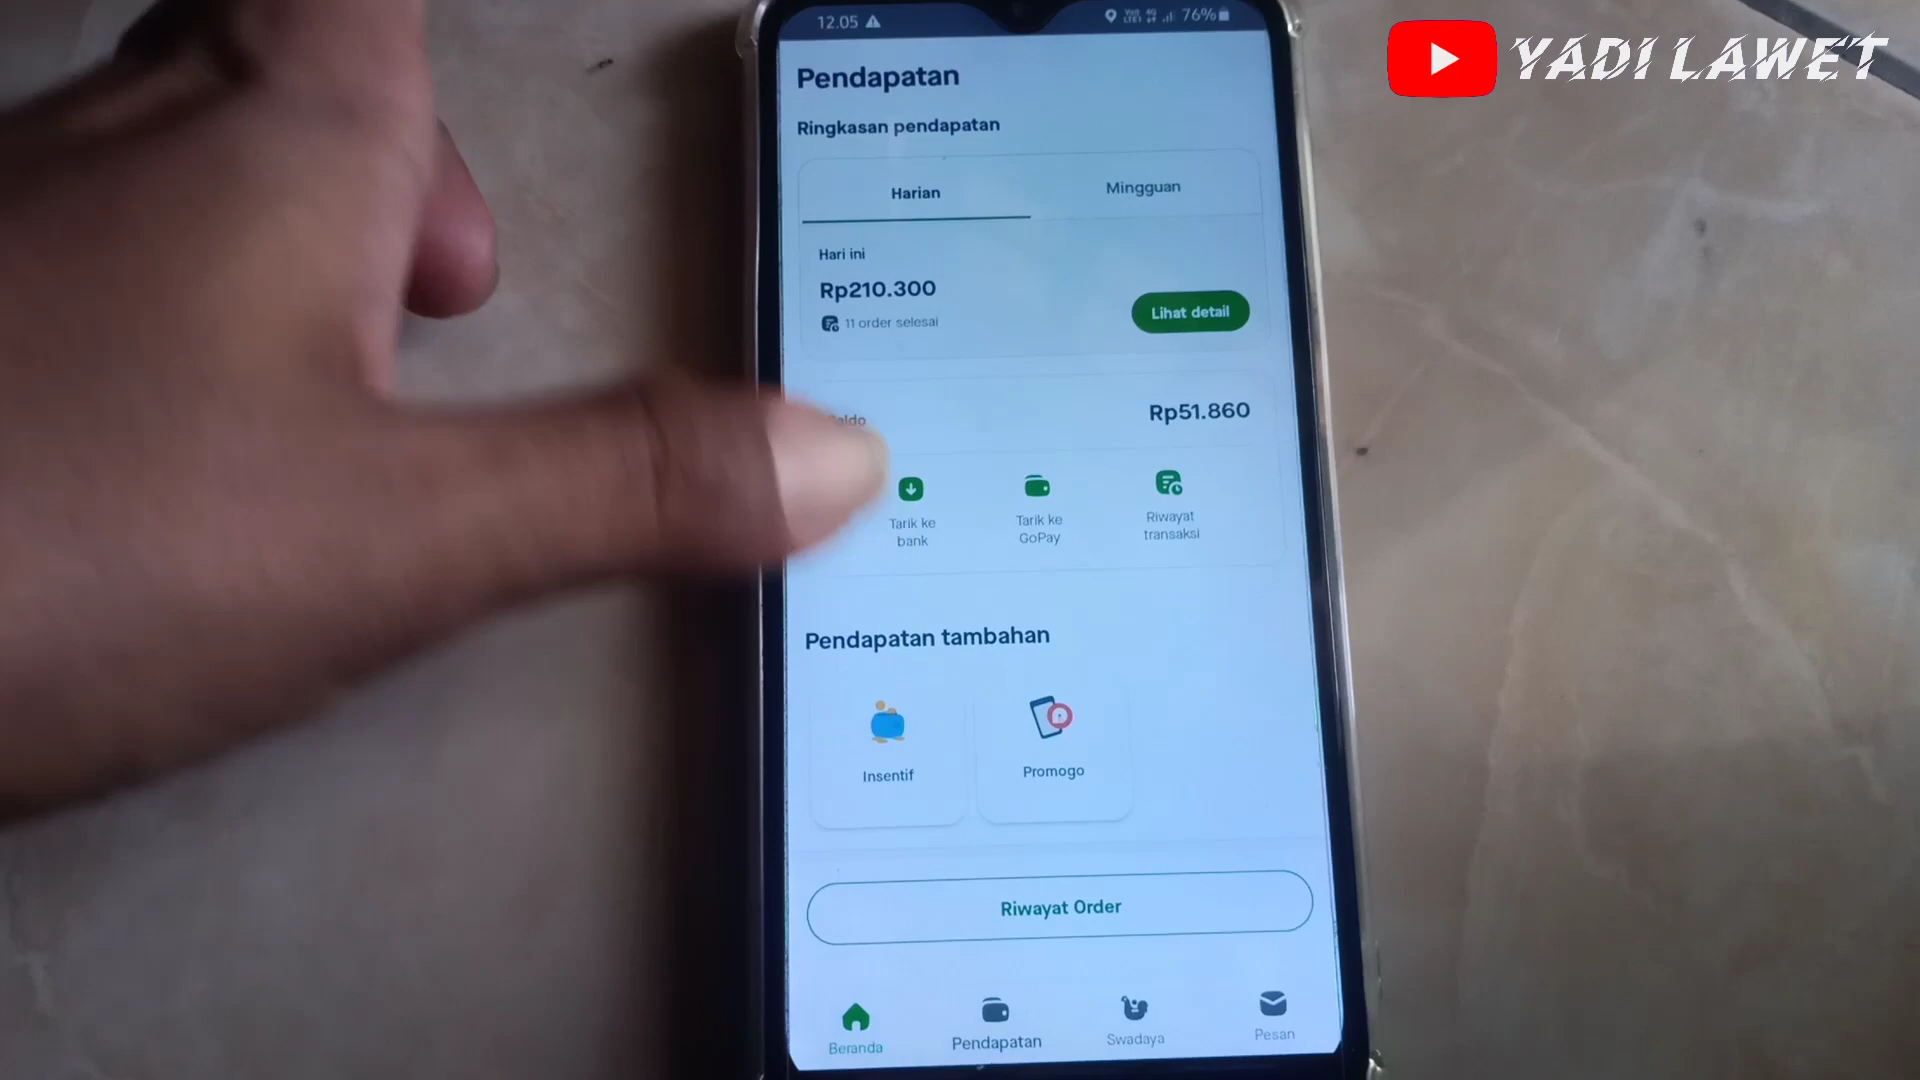 12.05
76%
YADI LAWET
Pendapatan
Ringkasan pendapatan
Harian
Mingguan
Hari ini
Rp210.300
11 order selesai
Lihat detail
Rp51.860
Tarik ke
bank
Tarik ke
GoPay
Riwayat
transaksi
Pendapatan tambahan
Insentif
Promogo
Riwayat Order
Beranda
Pendapatan
Swadaya
Pesan